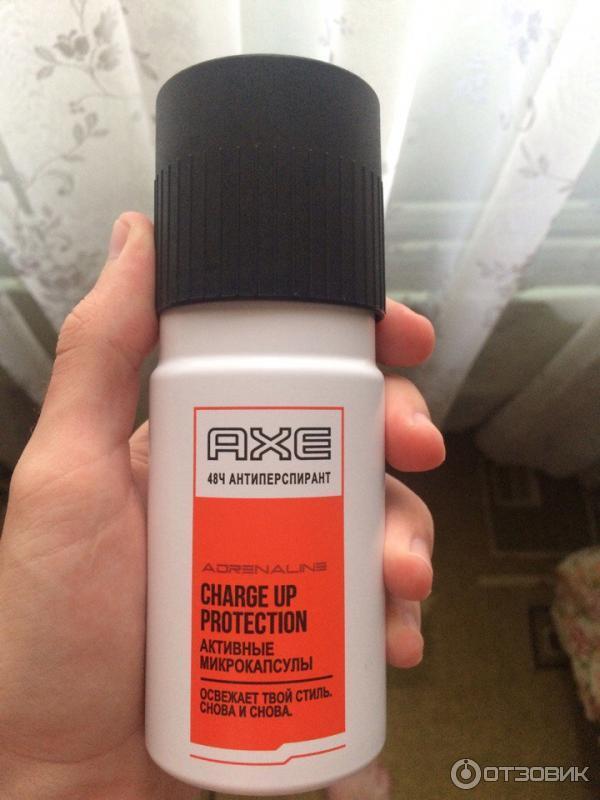 AXE
48Ч АНТИПЕРСПИРАНТ
ADRENALINE
CHARGE UP
PROTECTION
АКТИВНЫЕ
МИКРОКАПСУЛЫ
ОСВЕЖАЕТ ТВОЙ СТИЛЬ.
СНОВА И СНОВА.
ОТЗОВИК